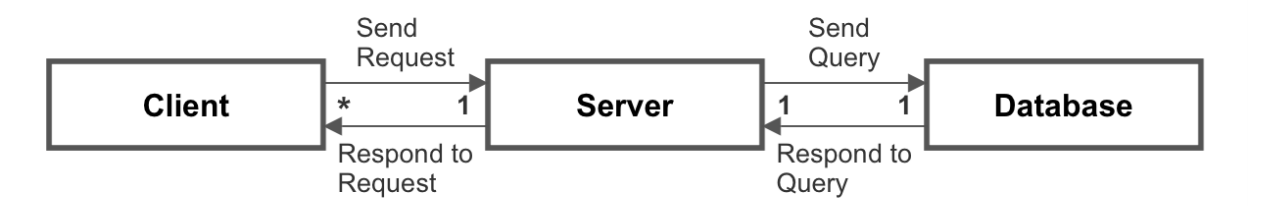 Send
Request
Send
Query
Client
*
1
Server
1
1
Database
Respond to
Request
Respond to
Query